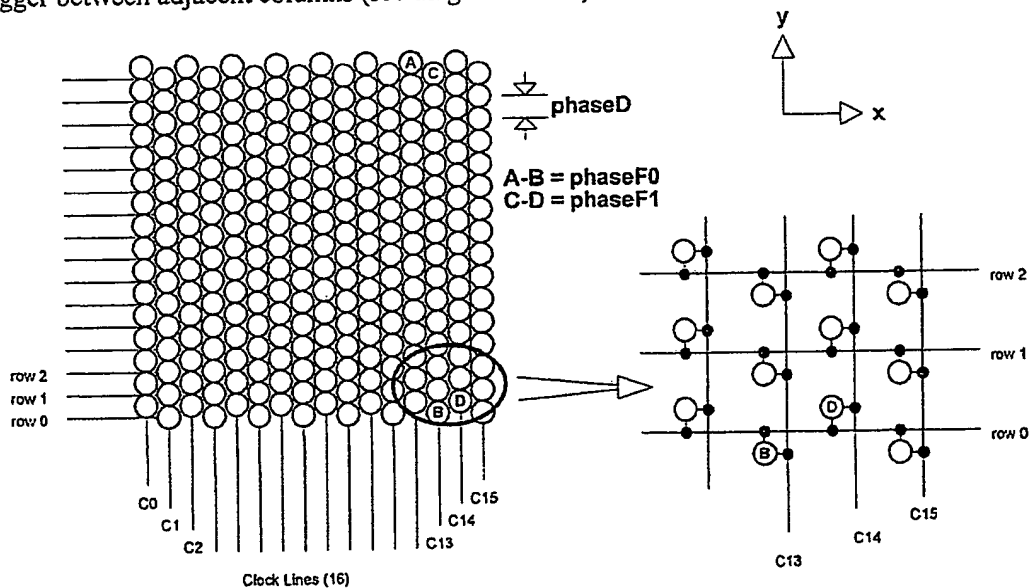 between adjacent columns
y
x
A
C
phaseD
A-B = phaseF0
C-D = phaseF1
row 2
row 1
row 0
B
D
C0
C1
C2
C13
C14
C15
Clock Lines (16)
row 2
row 1
row 0
D
B
C15
C14
C13